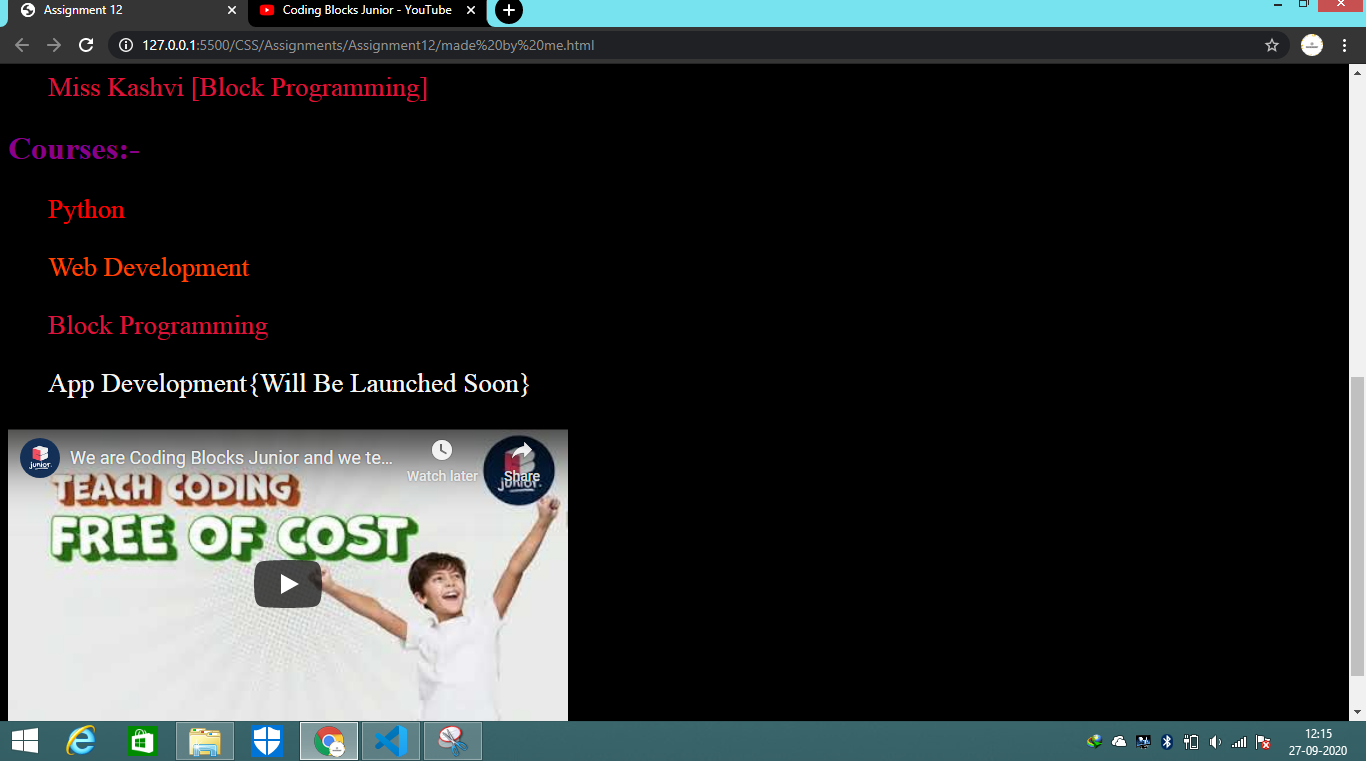 Assignment 12
Coding Blocks Junior - YouTube
127.0.0.1:5500/CSS/Assignments/Assignment12/made%20by%20me.html
Miss Kashvi [Block Programming]
Courses:-
Python
Web Development
Block Programming
App Development{Will Be Launched Soon}
junior.
We are Coding Blocks Junior and we te...
Watch later
Share
JUNIOR.
TEACH CODING
FREE OF COST
12:15
27-09-2020